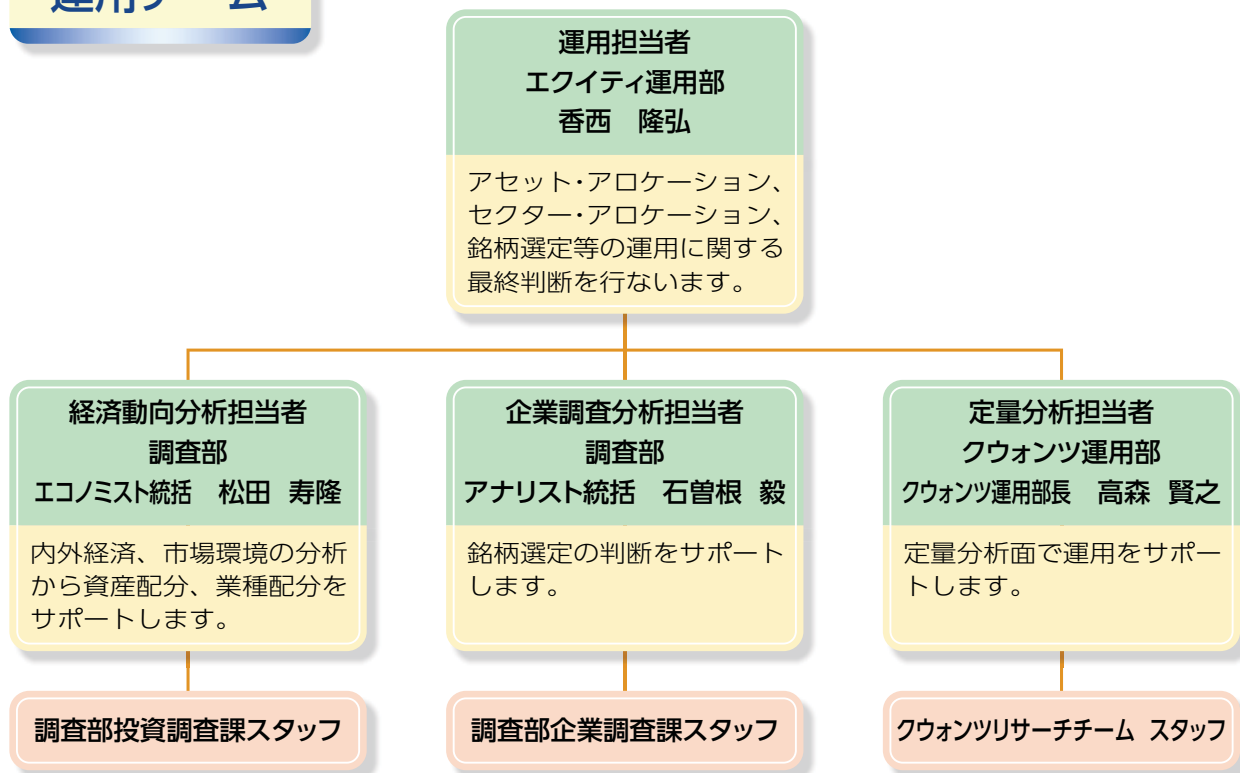 運用チーム
運用担当者
エクイティ運用部
香西　隆弘
アセット・アロケーション、
セクター・アロケーション、
銘柄選定等の運用に関する
最終判断を行ないます。
経済動向分析担当者
調査部
エコノミスト統括　松田 寿隆
内外経済、市場環境の分析
から資産配分、業種配分を
サポートします。
企業調査分析担当者
調査部
アナリスト統括　石曽根 毅
銘柄選定の判断をサポート
します。
定量分析担当者
クウォンツ運用部
クウォンツ運用部長　高森 賢之
定量分析面で運用をサポー
トします。
調査部投資調査課スタッフ
調査部企業調査課スタッフ
クウォンツリサーチチーム スタッフ